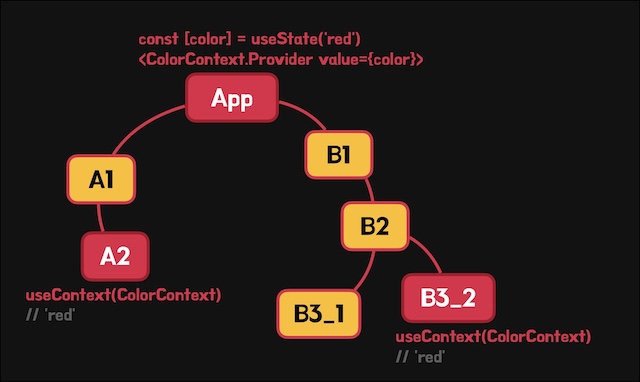 const [color] = useState('red')
<ColorContext.Provider value={color}>
App
B1
A1
B2
A2
useContext(ColorContext)
// 'red'
B3_1
B3_2
useContext(ColorContext)
// 'red'